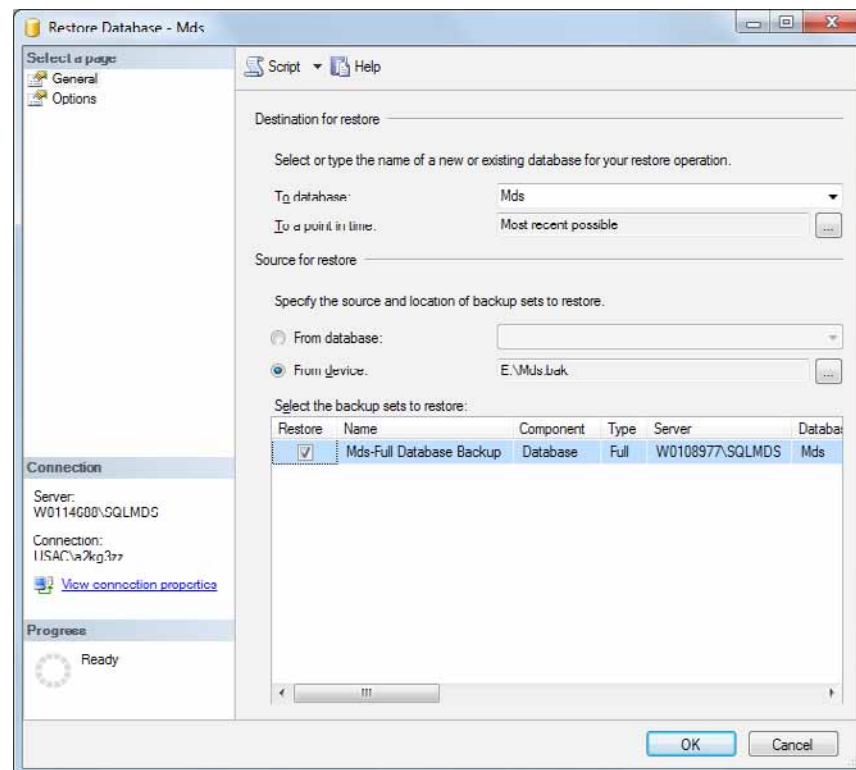 Restore Database - Mds
Select a page
General
Options
Script
Help
Destination for restore
Select or type the name of a new or existing database for your restore operation.
To database:
Mds
To a point in time:
Most recent possible
...
Source for restore
Specify the source and location of backup sets to restore.
From database:
From device:
E:\Mds.bak
...
Select the backup sets to restore:
Restore Name Component Type Server Databas
Mds-Full Database Backup Database Full W0108977\SQLMDS Mds
Connection
Server:
W0114688\SQLMDS
Connection:
USAC\a2kg3zz
View connection properties
Progress
Ready
OK
Cancel